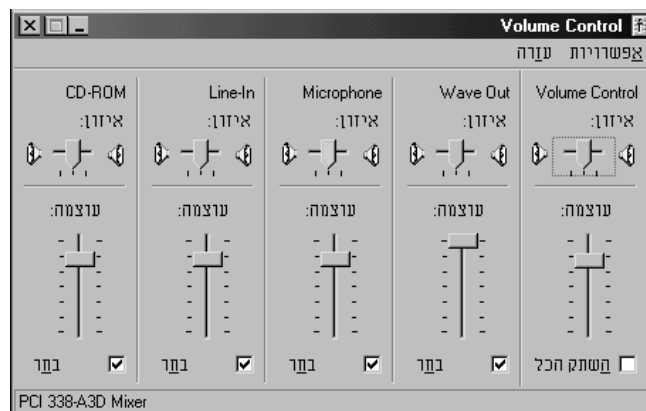 Volume Control
אפשרויות עזרה
Volume Control
Wave Out
Microphone
Line-In
CD-ROM
איזון:
איזון:
איזון:
איזון:
איזון:
עוצמה:
עוצמה:
עוצמה:
עוצמה:
עוצמה:
השתק הכל
בחר
בחר
בחר
בחר
PCI 338-A3D Mixer